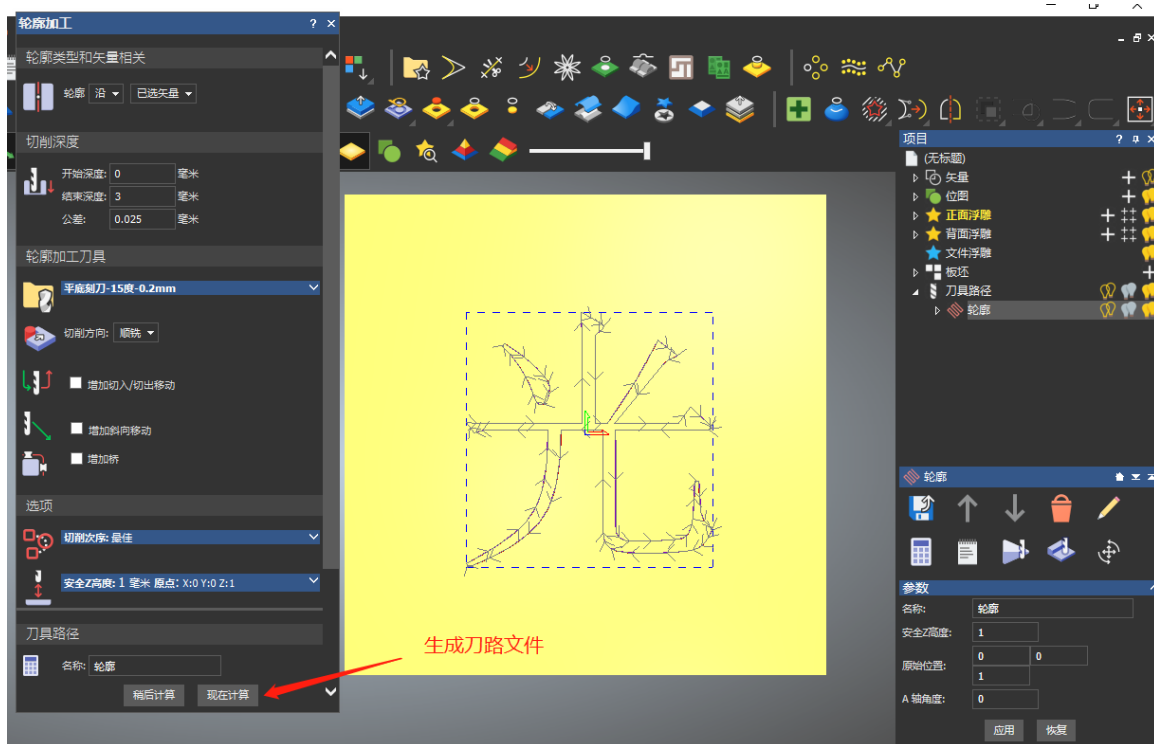 轮廓加工 ? ×
轮廓类型和矢量相关
轮廓 沿 已选矢量
切削深度
开始深度: 0 毫米
结束深度: 3 毫米
公差: 0.025 毫米
轮廓加工刀具
平底刻刀-15度-0.2mm
切削方向: 顺铣
增加切入/切出移动
增加斜向移动
增加桥
选项
切削次序: 最佳
安全Z高度: 1 毫米 原点: X:0 Y:0 Z:1
刀具路径
名称: 轮廓
稍后计算 现在计算
光
生成刀路文件
项目 ?
(无标题)
矢量
位图
正面浮雕
背面浮雕
文件浮雕
板坯
刀具路径
轮廓
轮廓
参数
名称: 轮廓
安全Z高度: 1
原始位置: 0 0
1
A 轴角度: 0
应用 恢复